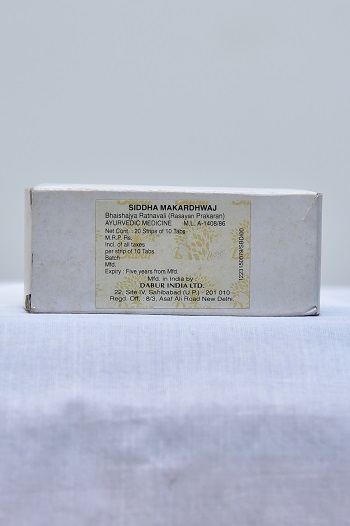 SIDDHA MAKARDHWAJ
Bhaishajya Ratnavali (Rasayan Prakaran)
AYURVEDIC MEDICINE M.L. A-1408/86
Net Con. : 20 Strips of 10 Tabs
M.R.P. Rs.
Incl. of all taxes
per strip of 10 Tabs
Batch
Mfd.
Expiry : Five years from Mfd.
Mfd. in India by
DABUR INDIA LTD.
22, Site IV, Sahibabad (U.P.) - 201 010
Regd. Off. : 8/3, Asaf Ali Road New Delhi